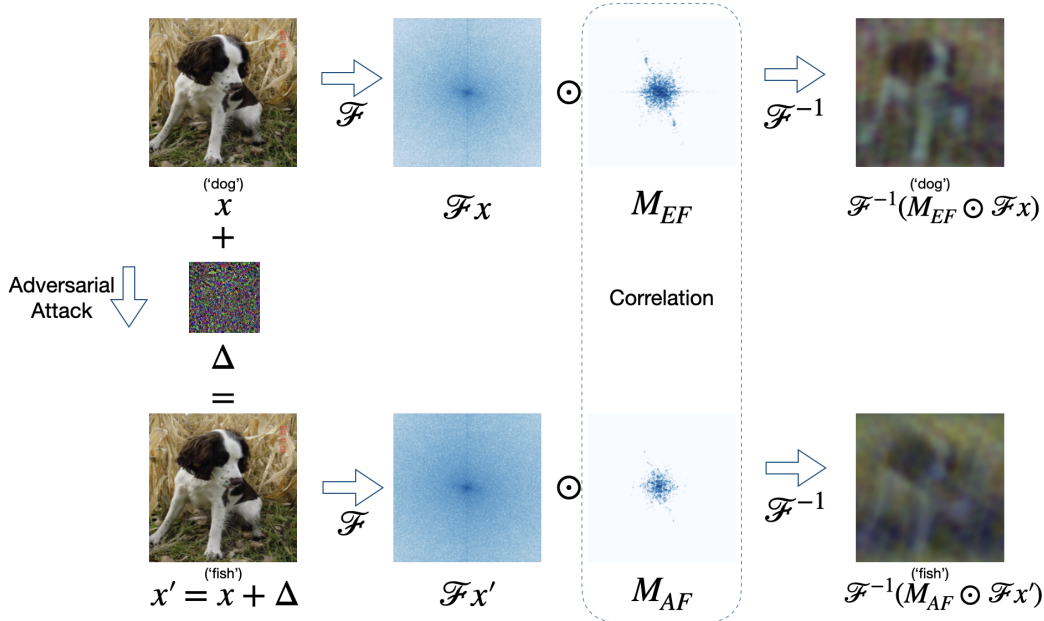 ℱ
⊙
ℱ⁻¹
(‘dog’)
x
ℱx
M_EF
(‘dog’)
ℱ⁻¹(M_EF ⊙ ℱx)
+
Adversarial
Attack
Correlation
Δ
=
ℱ
⊙
ℱ⁻¹
(‘fish’)
x′ = x + Δ
ℱx′
M_AF
(‘fish’)
ℱ⁻¹(M_AF ⊙ ℱx′)